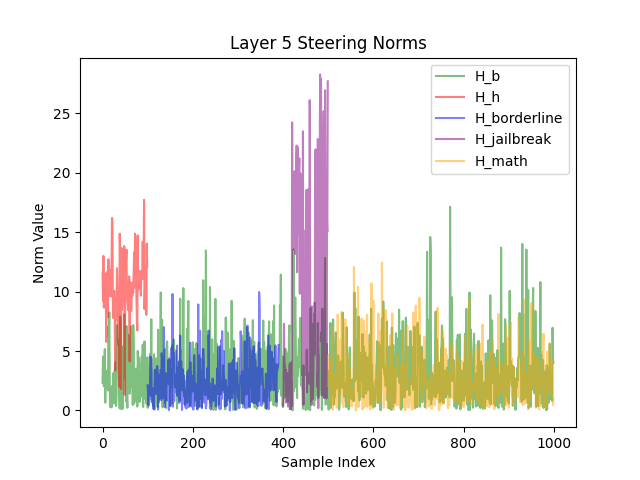 Layer 5 Steering Norms
H_b
H_h
H_borderline
H_jailbreak
H_math
Norm Value
25
20
15
10
5
0
0
200
400
600
800
1000
Sample Index